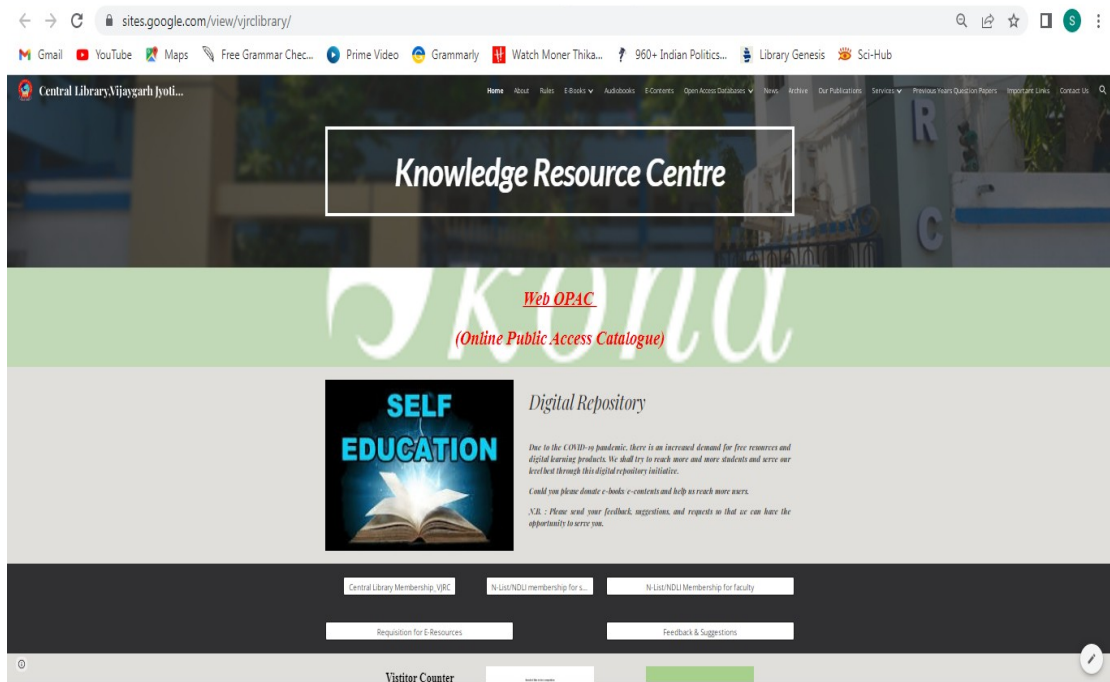 sites.google.com/view/vjrclibrary/
S
Gmail YouTube Maps Free Grammar Chec... Prime Video Grammarly Watch Moner Thika... 960+ Indian Politics... Library Genesis Sci-Hub
Central Library,Vijaygarh Jyoti...
Home About Rules E-Books Audiobooks E-Contents Open Access Databases News Archive Our Publications Services Previous Years Question Papers Important Links Contact Us
R
C
Knowledge Resource Centre
kona
Web OPAC
(Online Public Access Catalogue)
SELF
EDUCATION
Digital Repository
Due to the COVID-19 pandemic, there is an increased demand for free resources and
digital learning products. We shall try to reach more and more students and serve our
level best through this digital repository initiative.
Could you please donate e-books/e-contents and help us reach more users.
N.B. : Please send your feedback, suggestions, and requests so that we can have the
opportunity to serve you.
Central Library Membership_VJRC N-List/NDLI membership for s... N-List/NDLI Membership for faculty
Requisition for E-Resources Feedback & Suggestions
Vistitor Counter